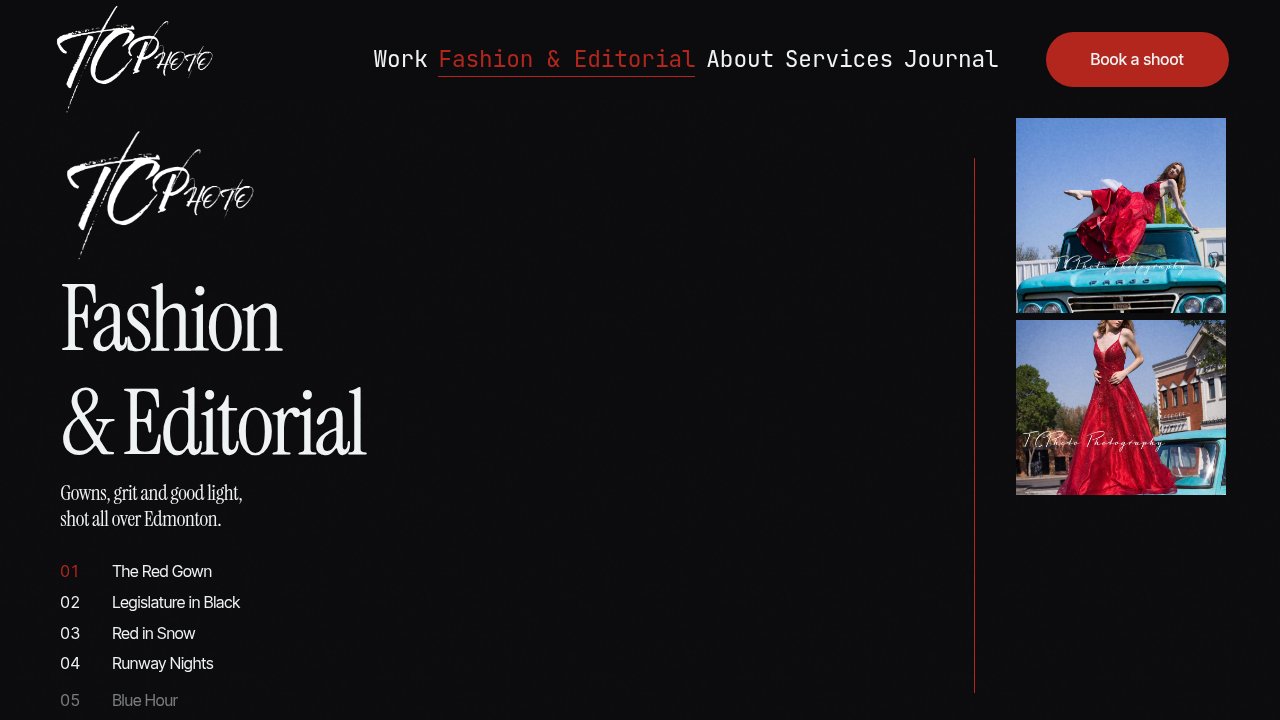 TCPHOTO
Work Fashion & Editorial About Services Journal
Book a shoot
TCPHOTO
Fashion
& Editorial
Gowns, grit and good light,
shot all over Edmonton.
01 The Red Gown
02 Legislature in Black
03 Red in Snow
04 Runway Nights
05 Blue Hour
TCPhoto Photography
FARGO
TCPhoto Photography